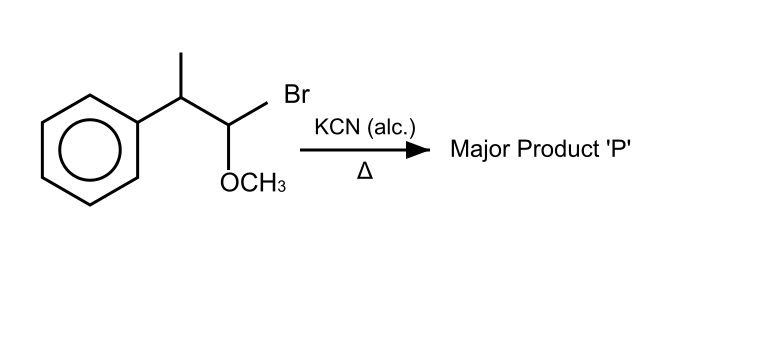 Br
KCN (alc.)
Δ
OCH₃
Major Product 'P'